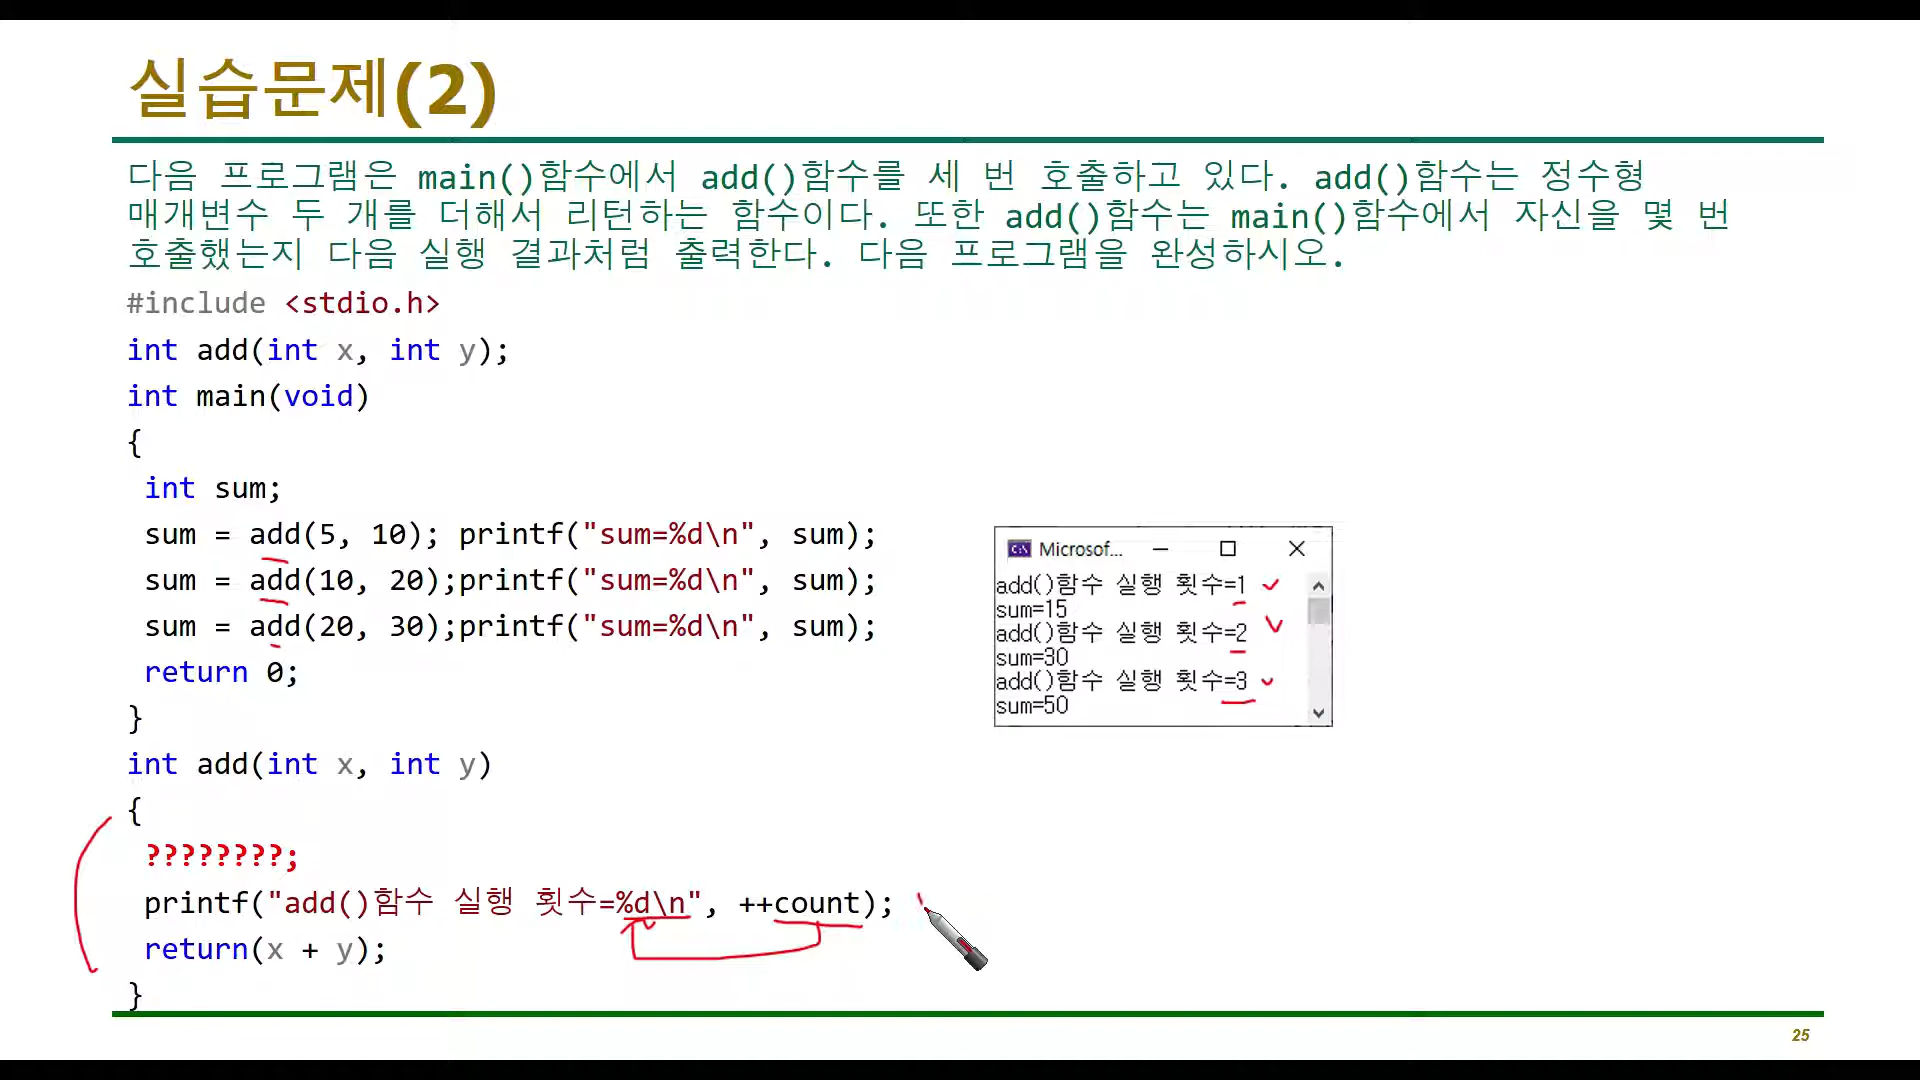 실습문제(2)
다음 프로그램은 main()함수에서 add()함수를 세 번 호출하고 있다. add()함수는 정수형
매개변수 두 개를 더해서 리턴하는 함수이다. 또한 add()함수는 main()함수에서 자신을 몇 번
호출했는지 다음 실행 결과처럼 출력한다. 다음 프로그램을 완성하시오.
#include <stdio.h>
int add(int x, int y);
int main(void)
{
int sum;
sum = add(5, 10); printf("sum=%d\n", sum);
sum = add(10, 20);printf("sum=%d\n", sum);
sum = add(20, 30);printf("sum=%d\n", sum);
return 0;
}
int add(int x, int y)
{
????????;
printf("add()함수 실행 횟수=%d\n", ++count);
return(x + y);
}
Microsof...
add()함수 실행 횟수=1
sum=15
add()함수 실행 횟수=2
sum=30
add()함수 실행 횟수=3
sum=50
25